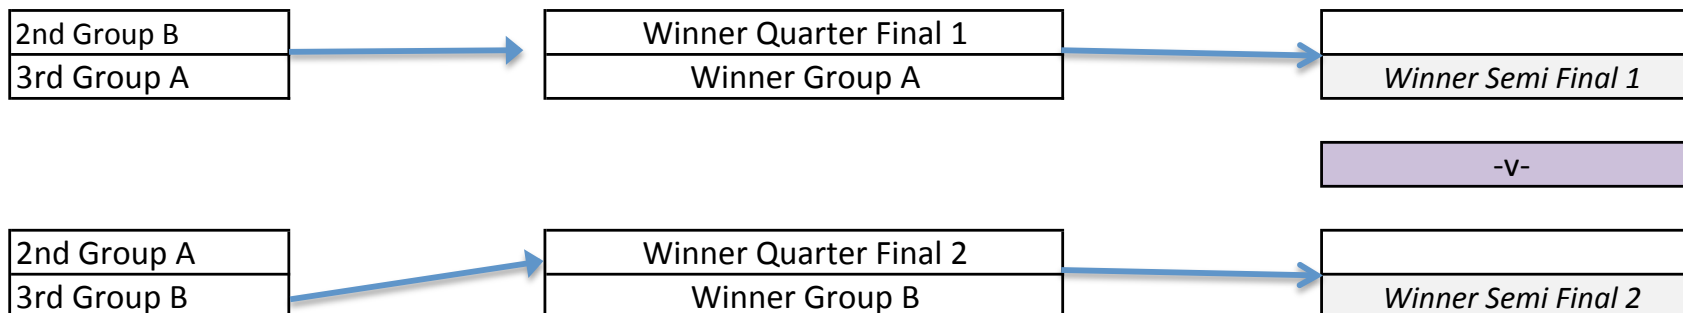 2nd Group B
Winner Quarter Final 1
3rd Group A
Winner Group A
Winner Semi Final 1
-v-
2nd Group A
Winner Quarter Final 2
3rd Group B
Winner Group B
Winner Semi Final 2